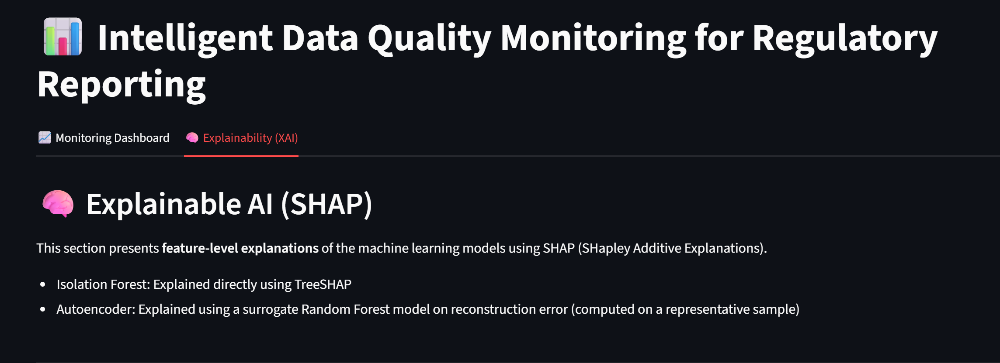 Intelligent Data Quality Monitoring for Regulatory
Reporting
Monitoring Dashboard
Explainability (XAI)
Explainable AI (SHAP)
This section presents feature-level explanations of the machine learning models using SHAP (SHapley Additive Explanations).
• Isolation Forest: Explained directly using TreeSHAP
• Autoencoder: Explained using a surrogate Random Forest model on reconstruction error (computed on a representative sample)